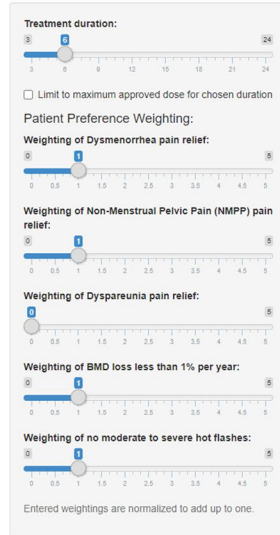 Treatment duration:
3 6 24
3 6 9 12 15 18 21 24
Limit to maximum approved dose for chosen duration
Patient Preference Weighting:
Weighting of Dysmenorrhea pain relief:
0 1 5
0 0.5 1 1.5 2 2.5 3 3.5 4 4.5 5
Weighting of Non-Menstrual Pelvic Pain (NMPP) pain
relief:
0 1 5
0 0.5 1 1.5 2 2.5 3 3.5 4 4.5 5
Weighting of Dyspareunia pain relief:
0 5
0 0.5 1 1.5 2 2.5 3 3.5 4 4.5 5
Weighting of BMD loss less than 1% per year:
0 1 5
0 0.5 1 1.5 2 2.5 3 3.5 4 4.5 5
Weighting of no moderate to severe hot flashes:
0 1 5
0 0.5 1 1.5 2 2.5 3 3.5 4 4.5 5
Entered weightings are normalized to add up to one.